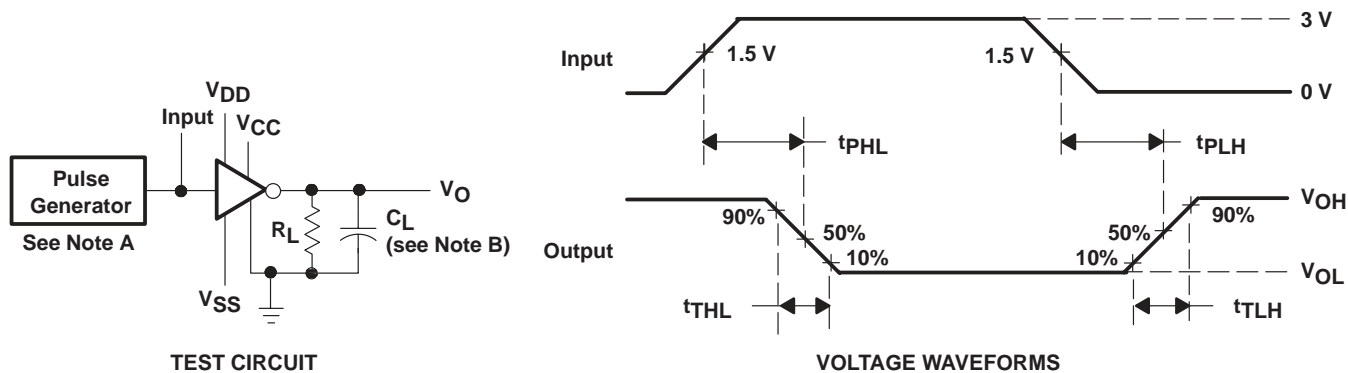 VDD
Input
VCC
Pulse
Generator
See Note A
VO
RL
CL
(see Note B)
VSS
TEST CIRCUIT
3 V
Input
1.5 V
1.5 V
0 V
tPHL
tPLH
VOH
90%
50%
10%
Output
10%
50%
90%
VOL
tTHL
tTLH
VOLTAGE WAVEFORMS